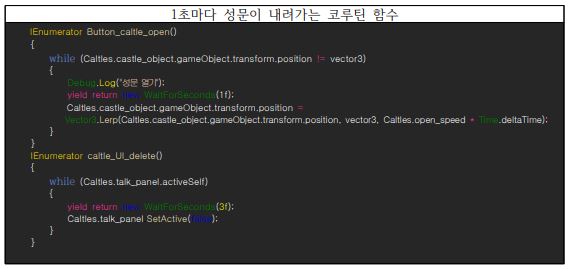 1초마다 성문이 내려가는 코루틴 함수
IEnumerator Button_caltle_open()
{
while (Caltles.castle_object.gameObject.transform.position != vector3)
{
Debug.Log("성문 열기");
yield return new WaitForSeconds(1f);
Caltles.castle_object.gameObject.transform.position =
Vector3.Lerp(Caltles.castle_object.gameObject.transform.position, vector3, Caltles.open_speed * Time.deltaTime);
}
}
IEnumerator caltle_UI_delete()
{
while (Caltles.talk_panel.activeSelf)
{
yield return new WaitForSeconds(3f);
Caltles.talk_panel SetActive(false);
}
}